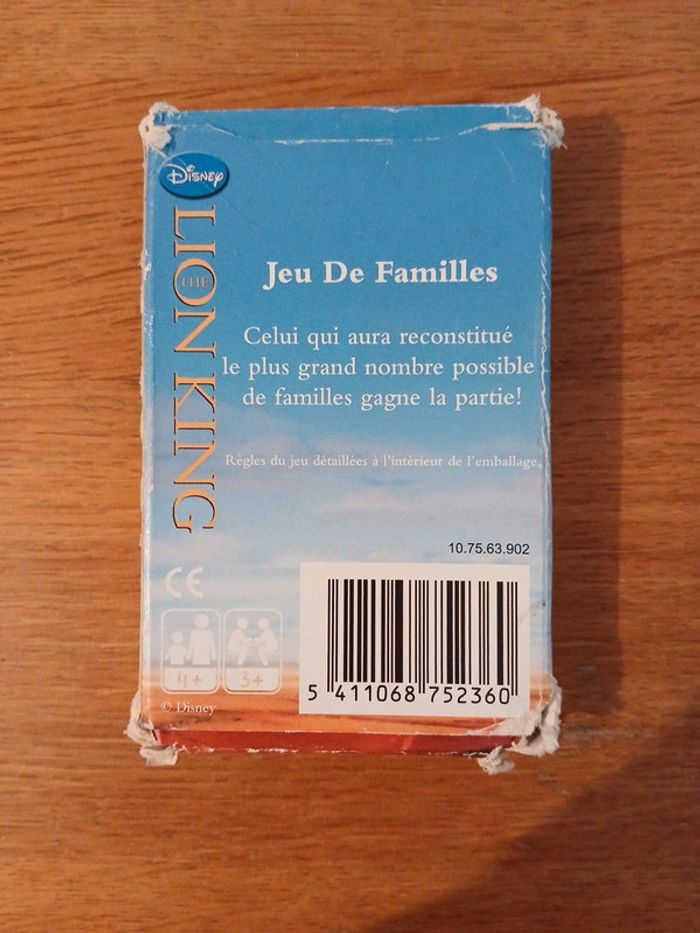 Disney
THE
LION KING
Jeu De Familles
Celui qui aura reconstitué
le plus grand nombre possible
de familles gagne la partie!
Règles du jeu détaillées à l'intérieur de l'emballage.
10.75.63.902
CE
4+
3+
5 411068 752360
© Disney